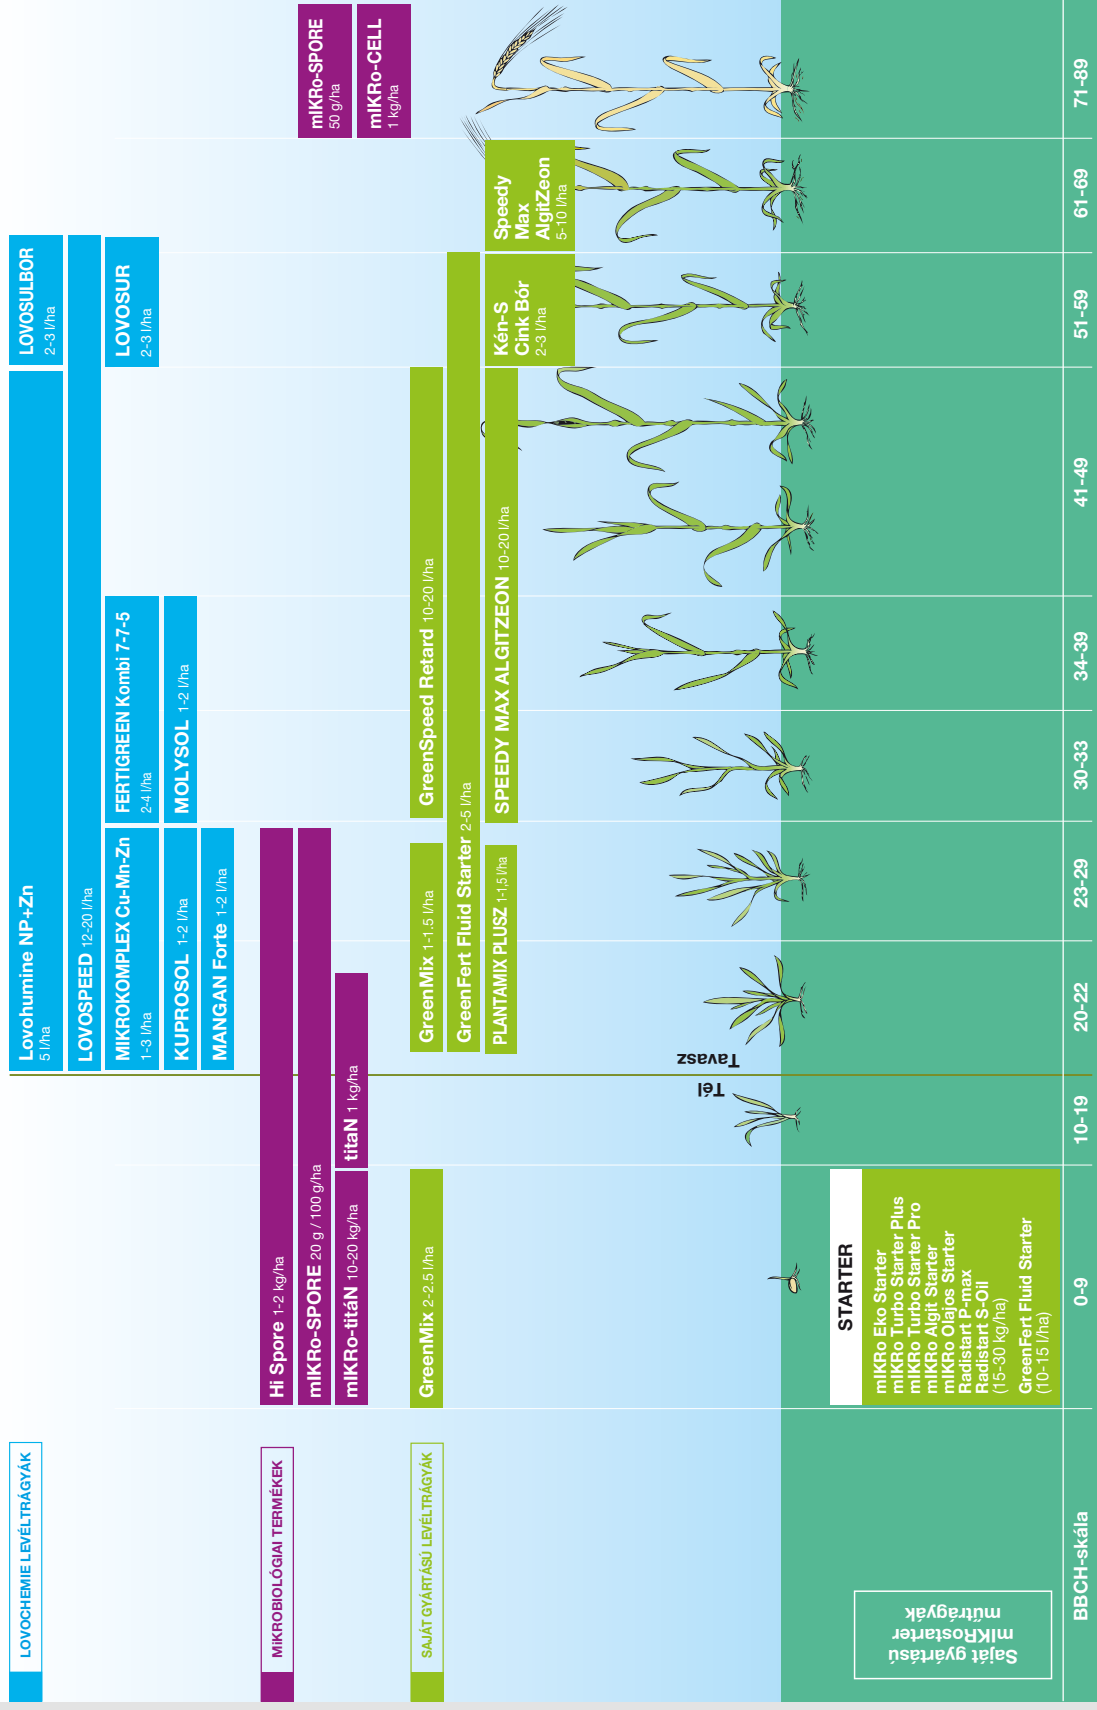 LOVOCHEMIE LEVÉLTRÁGYÁK
Lovohumine NP+Zn
5 l/ha
LOVOSULBOR
2-3 l/ha
LOVOSPEED 12-20 l/ha
MIKROKOMPLEX Cu-Mn-Zn
1-3 l/ha
FERTIGREEN Kombi 7-7-5
2-4 l/ha
LOVOSUR
2-3 l/ha
KUPROSOL 1-2 l/ha
MOLYSOL 1-2 l/ha
MANGAN Forte 1-2 l/ha
MiKROBIOLÓGIAI TERMÉKEK
Hi Spore 1-2 kg/ha
mIKRo-SPORE 20 g / 100 g/ha
mIKRo-SPORE
50 g/ha
mIKRo-titáN 10-20 kg/ha
titaN 1 kg/ha
mIKRo-CELL
1 kg/ha
SAJÁT GYÁRTÁSÚ LEVÉLTRÁGYÁK
GreenMix 2-2.5 l/ha
GreenMix 1-1.5 l/ha
GreenSpeed Retard 10-20 l/ha
GreenFert Fluid Starter 2-5 l/ha
PLANTAMIX PLUSZ 1-1,5 l/ha
SPEEDY MAX ALGITZEON 10-20 l/ha
Kén-S
Cink Bór
2-3 l/ha
Speedy
Max
AlgitZeon
5-10 l/ha
Tél
Tavasz
Saját gyártású
mIKRostarter
műtrágyák
STARTER
mIKRo Eko Starter
mIKRo Turbo Starter Plus
mIKRo Turbo Starter Pro
mIKRo Algit Starter
mIKRo Olajos Starter
Radistart P-max
Radistart S-Oil
(15-30 kg/ha)
GreenFert Fluid Starter
(10-15 l/ha)
BBCH-skála
0-9
10-19
20-22
23-29
30-33
34-39
41-49
51-59
61-69
71-89